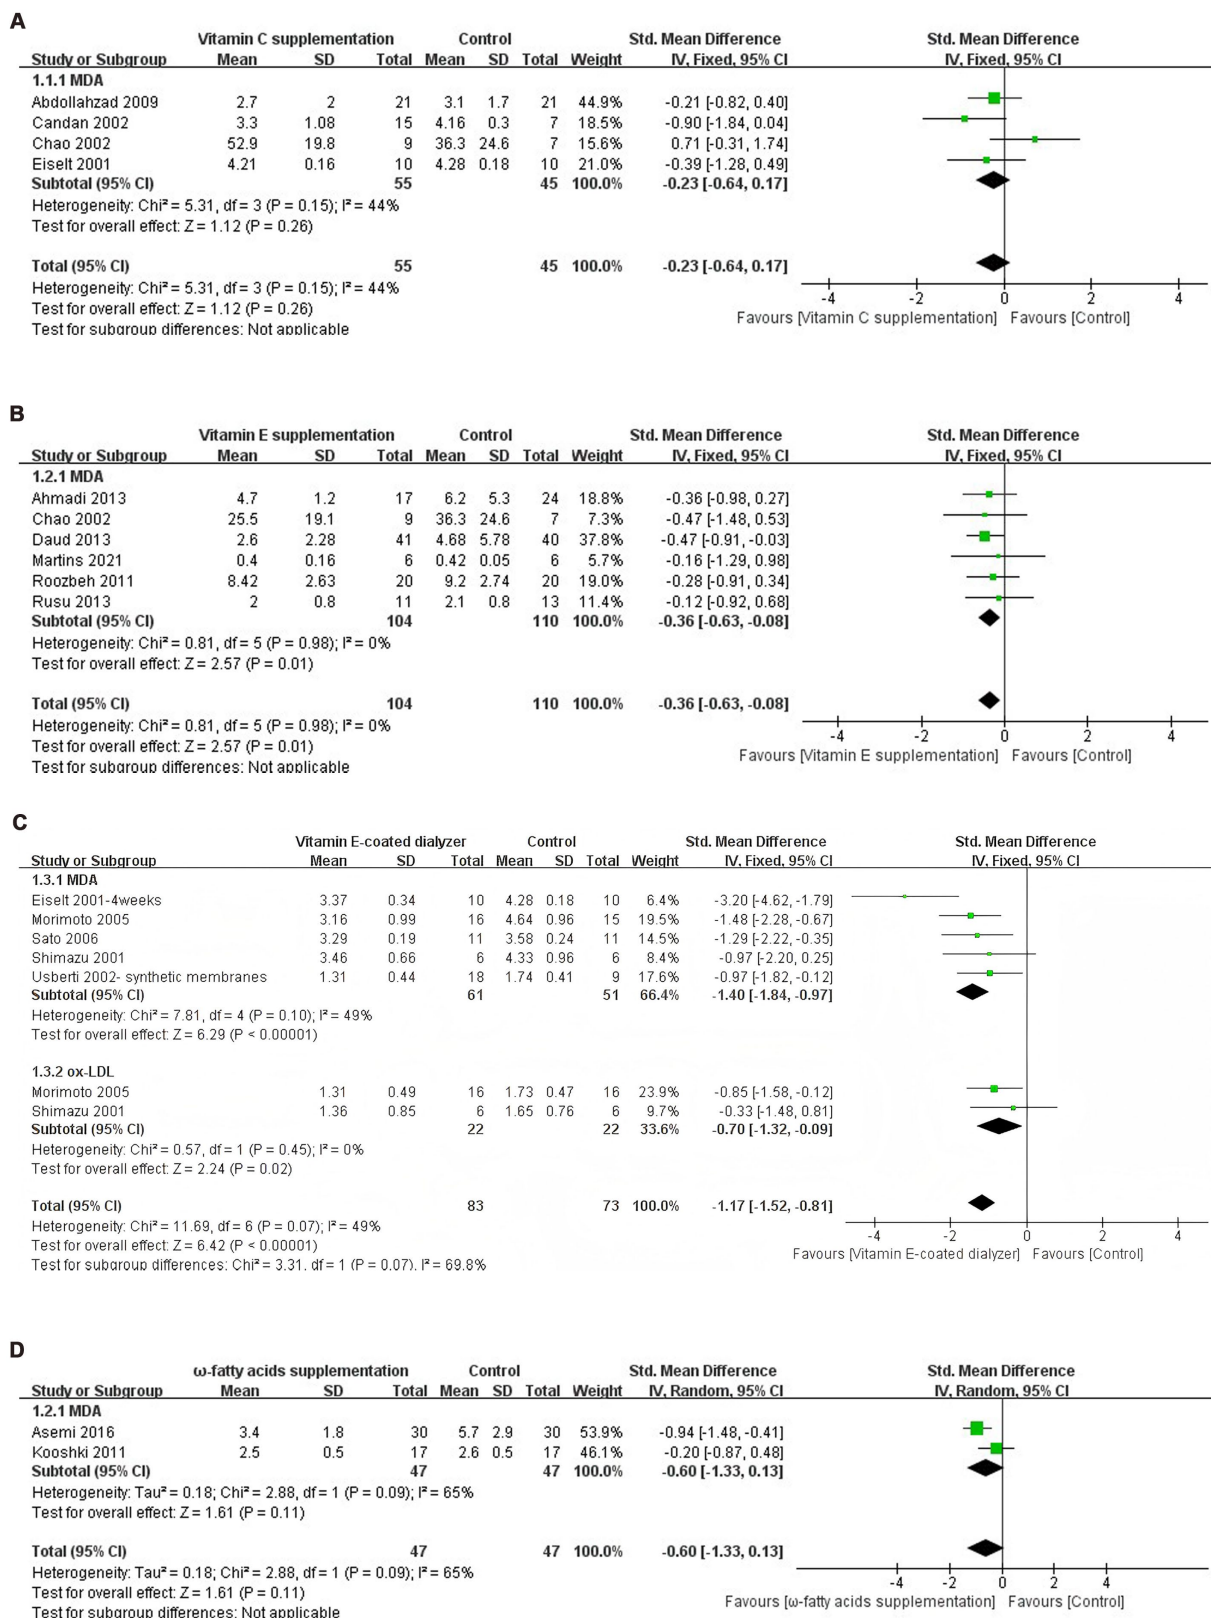 A
Vitamin C supplementation Control Std. Mean Difference Std. Mean Difference
Study or Subgroup Mean SD Total Mean SD Total Weight IV, Fixed, 95% CI IV, Fixed, 95% CI
1.1.1 MDA
Abdollahzad 2009 2.7 2 21 3.1 1.7 21 44.9% -0.21 [-0.82, 0.40]
Candan 2002 3.3 1.08 15 4.16 0.3 7 18.5% -0.90 [-1.84, 0.04]
Chao 2002 52.9 19.8 9 36.3 24.6 7 15.6% 0.71 [-0.31, 1.74]
Eiselt 2001 4.21 0.16 10 4.28 0.18 10 21.0% -0.39 [-1.28, 0.49]
Subtotal (95% CI) 55 45 100.0% -0.23 [-0.64, 0.17]
Heterogeneity: Chi² = 5.31, df = 3 (P = 0.15); I² = 44%
Test for overall effect: Z = 1.12 (P = 0.26)
Total (95% CI) 55 45 100.0% -0.23 [-0.64, 0.17]
Heterogeneity: Chi² = 5.31, df = 3 (P = 0.15); I² = 44%
Test for overall effect: Z = 1.12 (P = 0.26)
Test for subgroup differences: Not applicable
-4 -2 0 2 4
Favours [Vitamin C supplementation] Favours [Control]
B
Vitamin E supplementation Control Std. Mean Difference Std. Mean Difference
Study or Subgroup Mean SD Total Mean SD Total Weight IV, Fixed, 95% CI IV, Fixed, 95% CI
1.2.1 MDA
Ahmadi 2013 4.7 1.2 17 6.2 5.3 24 18.8% -0.36 [-0.98, 0.27]
Chao 2002 25.5 19.1 9 36.3 24.6 7 7.3% -0.47 [-1.48, 0.53]
Daud 2013 2.6 2.28 41 4.68 5.78 40 37.8% -0.47 [-0.91, -0.03]
Martins 2021 0.4 0.16 6 0.42 0.05 6 5.7% -0.16 [-1.29, 0.98]
Roozbeh 2011 8.42 2.63 20 9.2 2.74 20 19.0% -0.28 [-0.91, 0.34]
Rusu 2013 2 0.8 11 2.1 0.8 13 11.4% -0.12 [-0.92, 0.68]
Subtotal (95% CI) 104 110 100.0% -0.36 [-0.63, -0.08]
Heterogeneity: Chi² = 0.81, df = 5 (P = 0.98); I² = 0%
Test for overall effect: Z = 2.57 (P = 0.01)
Total (95% CI) 104 110 100.0% -0.36 [-0.63, -0.08]
Heterogeneity: Chi² = 0.81, df = 5 (P = 0.98); I² = 0%
Test for overall effect: Z = 2.57 (P = 0.01)
Test for subgroup differences: Not applicable
-4 -2 0 2 4
Favours [Vitamin E supplementation] Favours [Control]
C
Vitamin E-coated dialyzer Control Std. Mean Difference Std. Mean Difference
Study or Subgroup Mean SD Total Mean SD Total Weight IV, Fixed, 95% CI IV, Fixed, 95% CI
1.3.1 MDA
Eiselt 2001-4weeks 3.37 0.34 10 4.28 0.18 10 6.4% -3.20 [-4.62, -1.79]
Morimoto 2005 3.16 0.99 16 4.64 0.96 15 19.5% -1.48 [-2.28, -0.67]
Sato 2006 3.29 0.19 11 3.58 0.24 11 14.5% -1.29 [-2.22, -0.35]
Shimazu 2001 3.46 0.66 6 4.33 0.96 6 8.4% -0.97 [-2.20, 0.25]
Usberti 2002- synthetic membranes 1.31 0.44 18 1.74 0.41 9 17.6% -0.97 [-1.82, -0.12]
Subtotal (95% CI) 61 51 66.4% -1.40 [-1.84, -0.97]
Heterogeneity: Chi² = 7.81, df = 4 (P = 0.10); I² = 49%
Test for overall effect: Z = 6.29 (P < 0.00001)
1.3.2 ox-LDL
Morimoto 2005 1.31 0.49 16 1.73 0.47 16 23.9% -0.85 [-1.58, -0.12]
Shimazu 2001 1.36 0.85 6 1.65 0.76 6 9.7% -0.33 [-1.48, 0.81]
Subtotal (95% CI) 22 22 33.6% -0.70 [-1.32, -0.09]
Heterogeneity: Chi² = 0.57, df = 1 (P = 0.45); I² = 0%
Test for overall effect: Z = 2.24 (P = 0.02)
Total (95% CI) 83 73 100.0% -1.17 [-1.52, -0.81]
Heterogeneity: Chi² = 11.69, df = 6 (P = 0.07); I² = 49%
Test for overall effect: Z = 6.42 (P < 0.00001)
Test for subgroup differences: Chi² = 3.31, df = 1 (P = 0.07), I² = 69.8%
-4 -2 0 2 4
Favours [Vitamin E-coated dialyzer] Favours [Control]
D
ω-fatty acids supplementation Control Std. Mean Difference Std. Mean Difference
Study or Subgroup Mean SD Total Mean SD Total Weight IV, Random, 95% CI IV, Random, 95% CI
1.2.1 MDA
Asemi 2016 3.4 1.8 30 5.7 2.9 30 53.9% -0.94 [-1.48, -0.41]
Kooshki 2011 2.5 0.5 17 2.6 0.5 17 46.1% -0.20 [-0.87, 0.48]
Subtotal (95% CI) 47 47 100.0% -0.60 [-1.33, 0.13]
Heterogeneity: Tau² = 0.18; Chi² = 2.88, df = 1 (P = 0.09); I² = 65%
Test for overall effect: Z = 1.61 (P = 0.11)
Total (95% CI) 47 47 100.0% -0.60 [-1.33, 0.13]
Heterogeneity: Tau² = 0.18; Chi² = 2.88, df = 1 (P = 0.09); I² = 65%
Test for overall effect: Z = 1.61 (P = 0.11)
Test for subgroup differences: Not applicable
-4 -2 0 2 4
Favours [ω-fatty acids supplementation] Favours [Control]